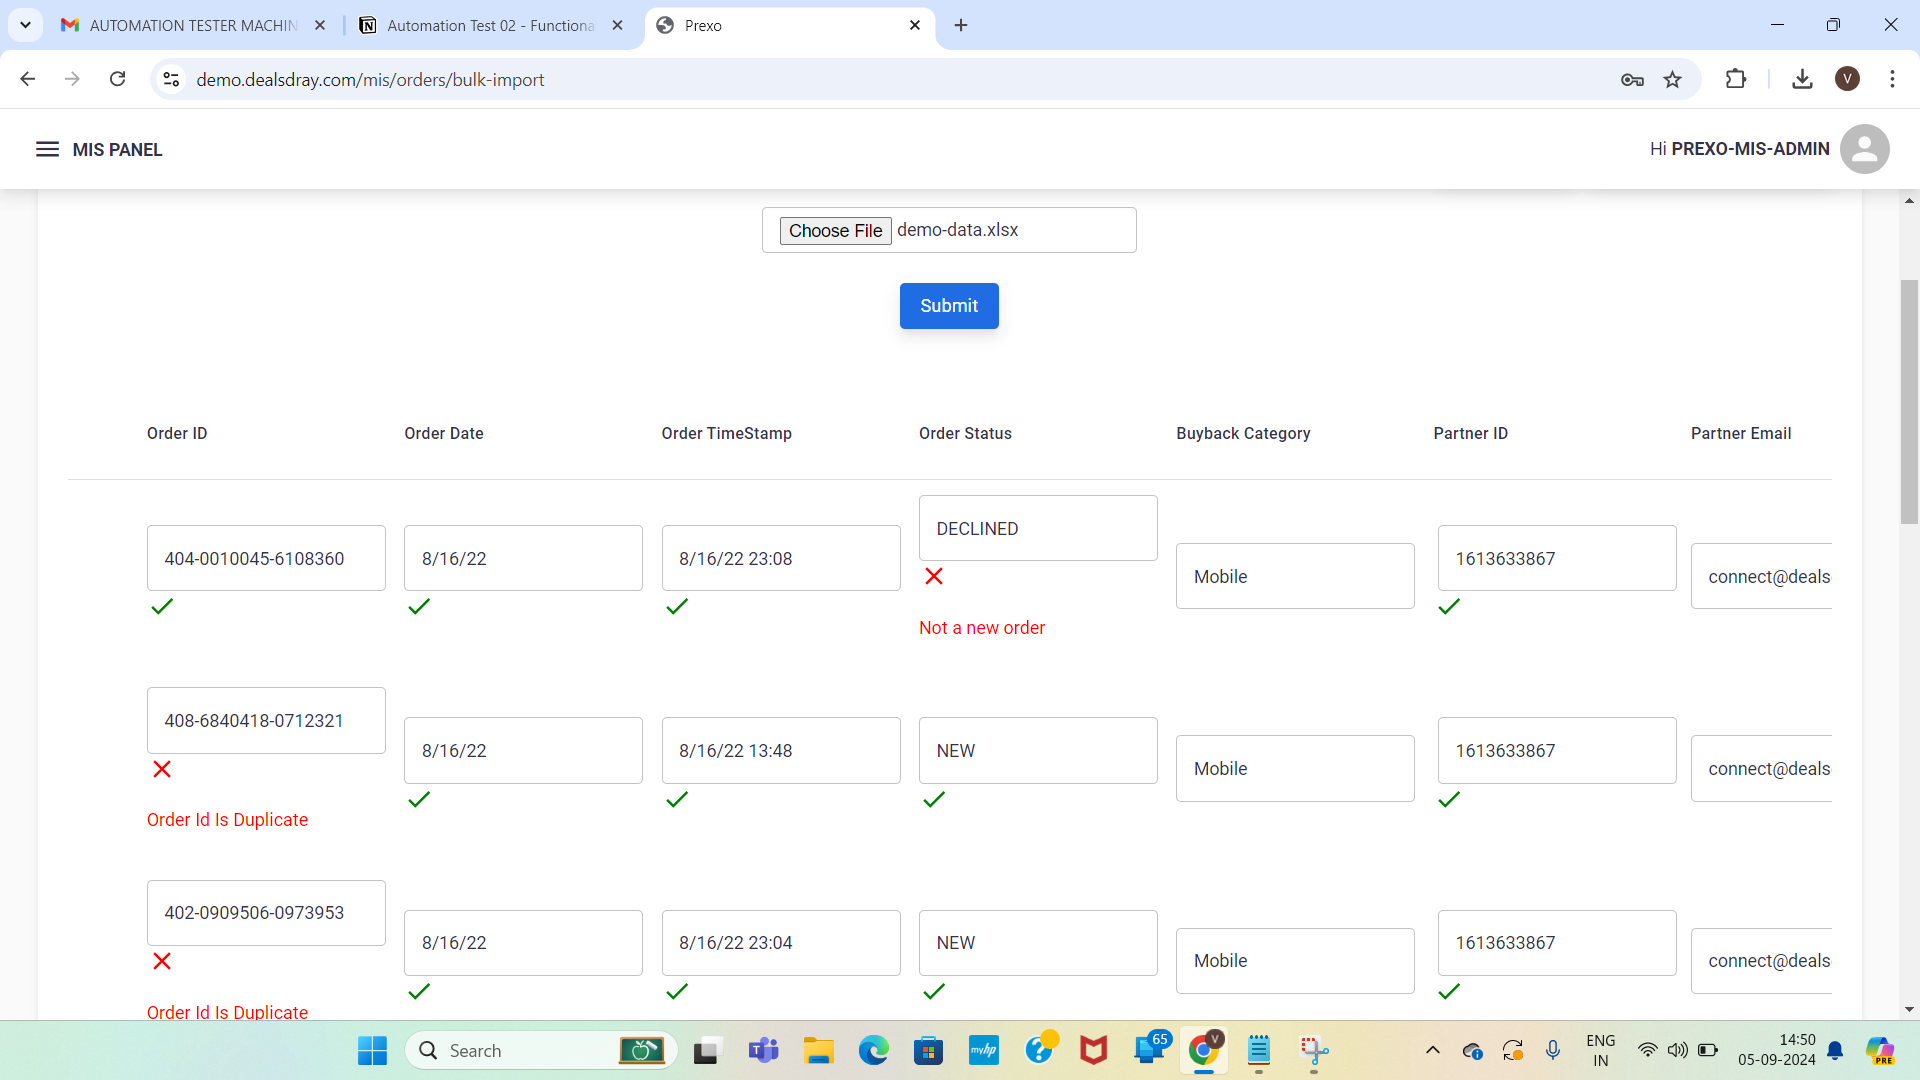 AUTOMATION TESTER MACHIN
Automation Test 02 - Functiona
Prexo
demo.dealsdray.com/mis/orders/bulk-import
V
MIS PANEL
Hi PREXO-MIS-ADMIN
Choose File demo-data.xlsx
Submit
Order ID Order Date Order TimeStamp Order Status Buyback Category Partner ID Partner Email
404-0010045-6108360 8/16/22 8/16/22 23:08 DECLINED Mobile 1613633867 connect@deals
Not a new order
408-6840418-0712321 8/16/22 8/16/22 13:48 NEW Mobile 1613633867 connect@deals
Order Id Is Duplicate
402-0909506-0973953 8/16/22 8/16/22 23:04 NEW Mobile 1613633867 connect@deals
Order Id Is Duplicate
Search
myhp
65
V
ENG
IN
14:50
05-09-2024
PRE